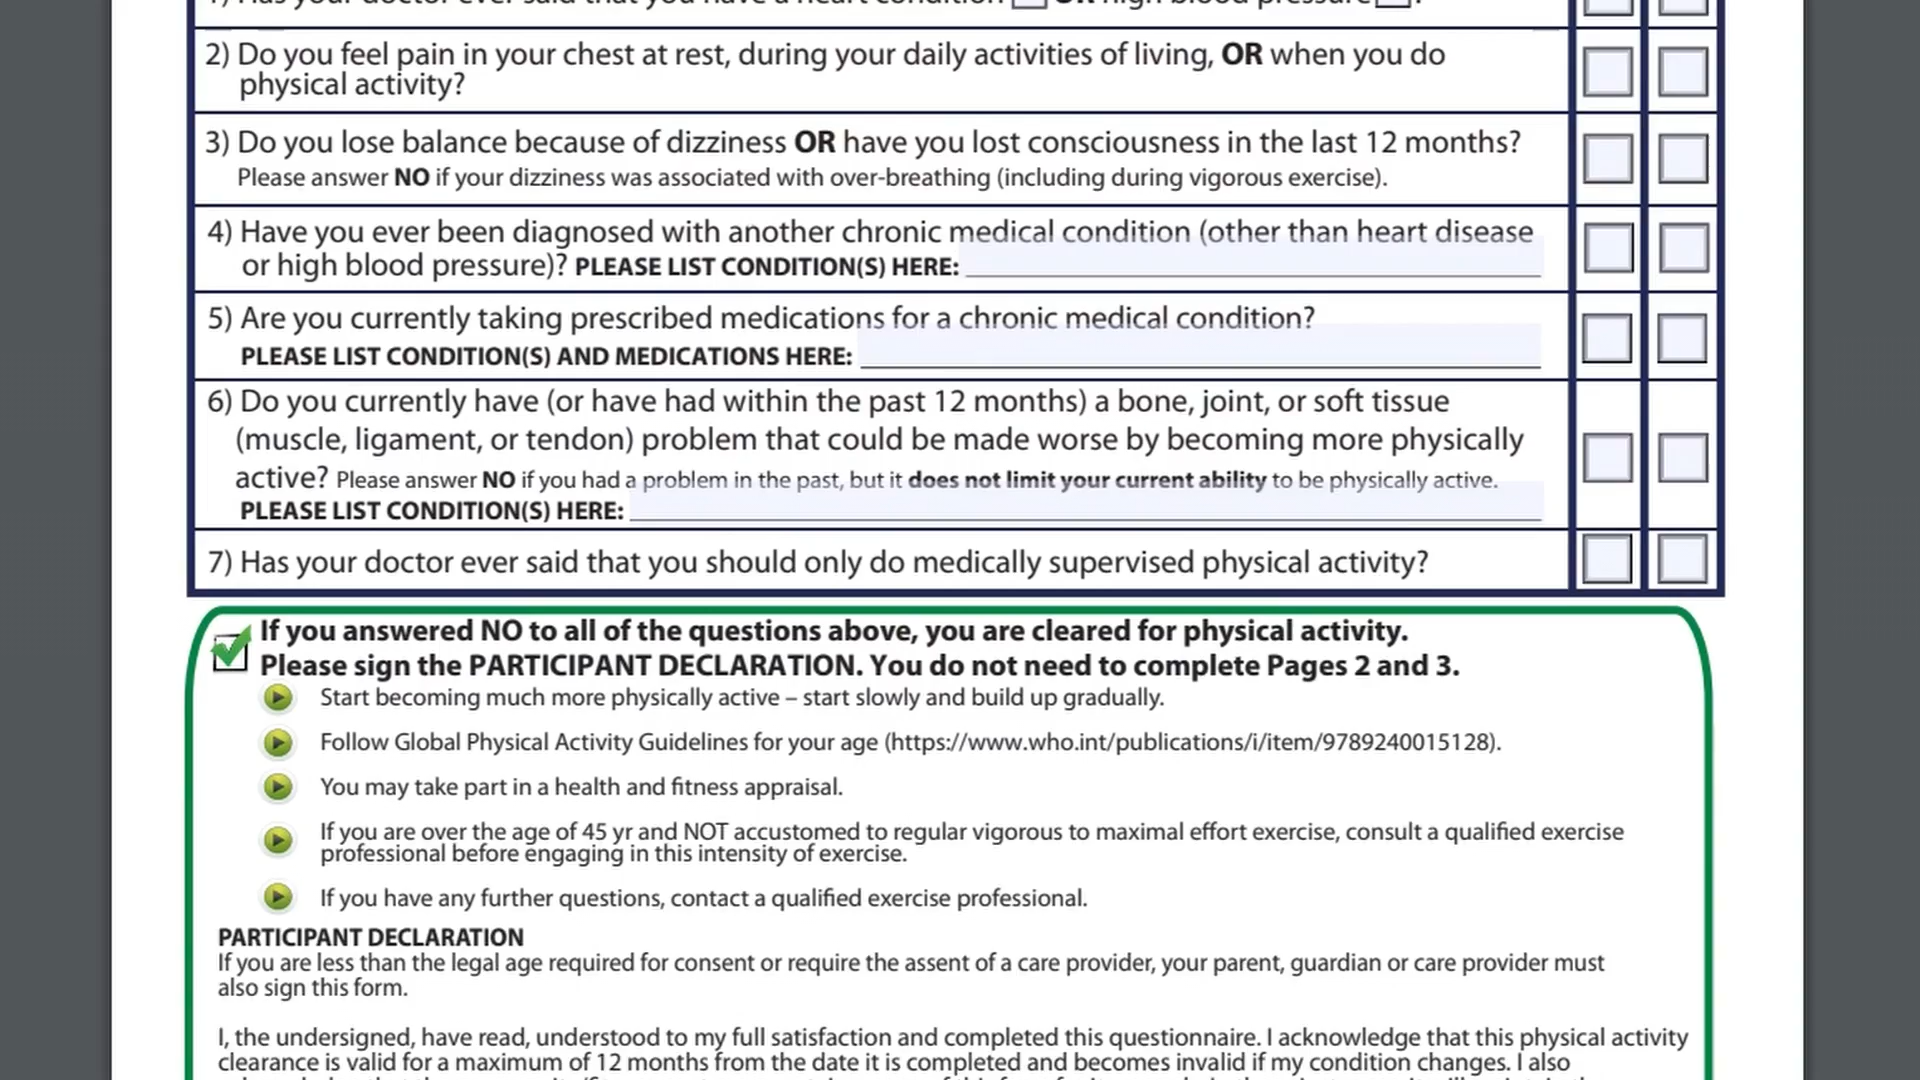 1) Has your doctor ever said that you have a heart condition OR high blood pressure?
2) Do you feel pain in your chest at rest, during your daily activities of living, OR when you do
physical activity?
3) Do you lose balance because of dizziness OR have you lost consciousness in the last 12 months?
Please answer NO if your dizziness was associated with over-breathing (including during vigorous exercise).
4) Have you ever been diagnosed with another chronic medical condition (other than heart disease
or high blood pressure)? PLEASE LIST CONDITION(S) HERE:
5) Are you currently taking prescribed medications for a chronic medical condition?
PLEASE LIST CONDITION(S) AND MEDICATIONS HERE:
6) Do you currently have (or have had within the past 12 months) a bone, joint, or soft tissue
(muscle, ligament, or tendon) problem that could be made worse by becoming more physically
active? Please answer NO if you had a problem in the past, but it does not limit your current ability to be physically active.
PLEASE LIST CONDITION(S) HERE:
7) Has your doctor ever said that you should only do medically supervised physical activity?
If you answered NO to all of the questions above, you are cleared for physical activity.
Please sign the PARTICIPANT DECLARATION. You do not need to complete Pages 2 and 3.
Start becoming much more physically active – start slowly and build up gradually.
Follow Global Physical Activity Guidelines for your age (https://www.who.int/publications/i/item/9789240015128).
You may take part in a health and fitness appraisal.
If you are over the age of 45 yr and NOT accustomed to regular vigorous to maximal effort exercise, consult a qualified exercise
professional before engaging in this intensity of exercise.
If you have any further questions, contact a qualified exercise professional.
PARTICIPANT DECLARATION
If you are less than the legal age required for consent or require the assent of a care provider, your parent, guardian or care provider must
also sign this form.
I, the undersigned, have read, understood to my full satisfaction and completed this questionnaire. I acknowledge that this physical activity
clearance is valid for a maximum of 12 months from the date it is completed and becomes invalid if my condition changes. I also